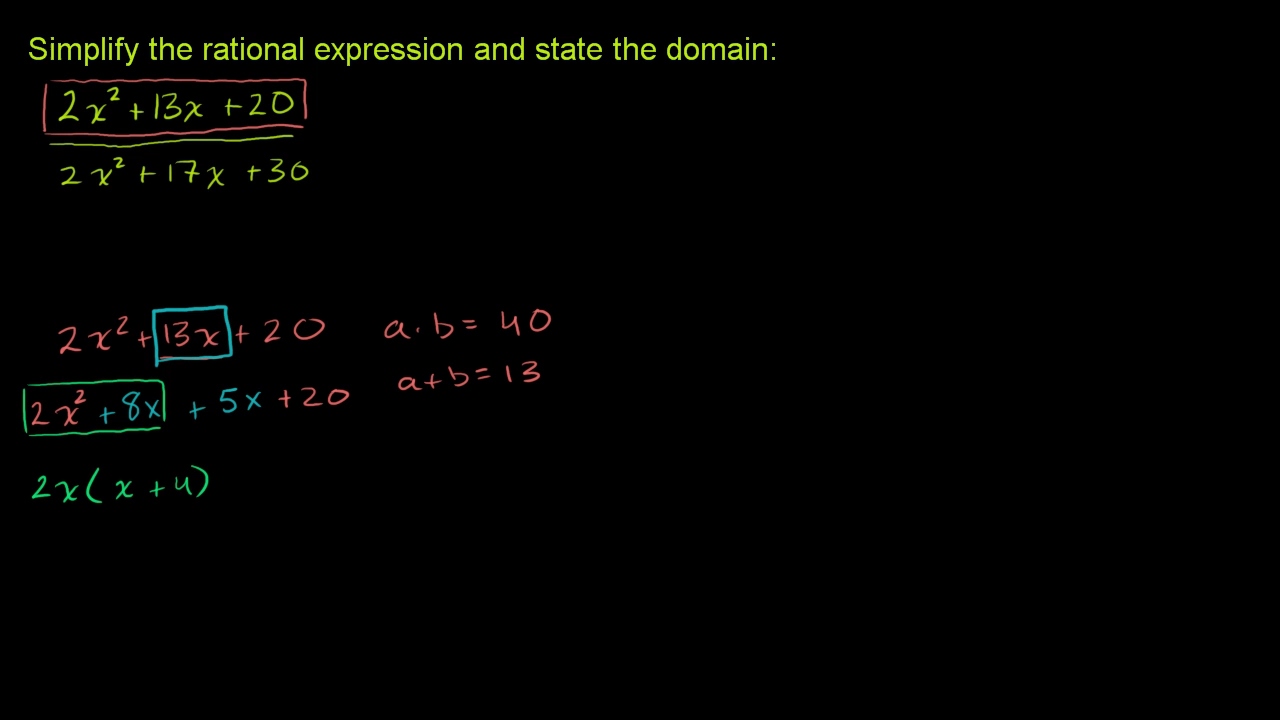 Simplify the rational expression and state the domain:
2x² + 13x + 20
2x² + 17x + 30
2x² + 13x + 20 a · b = 40
a + b = 13
2x² + 8x + 5x + 20
2x( x + 4)